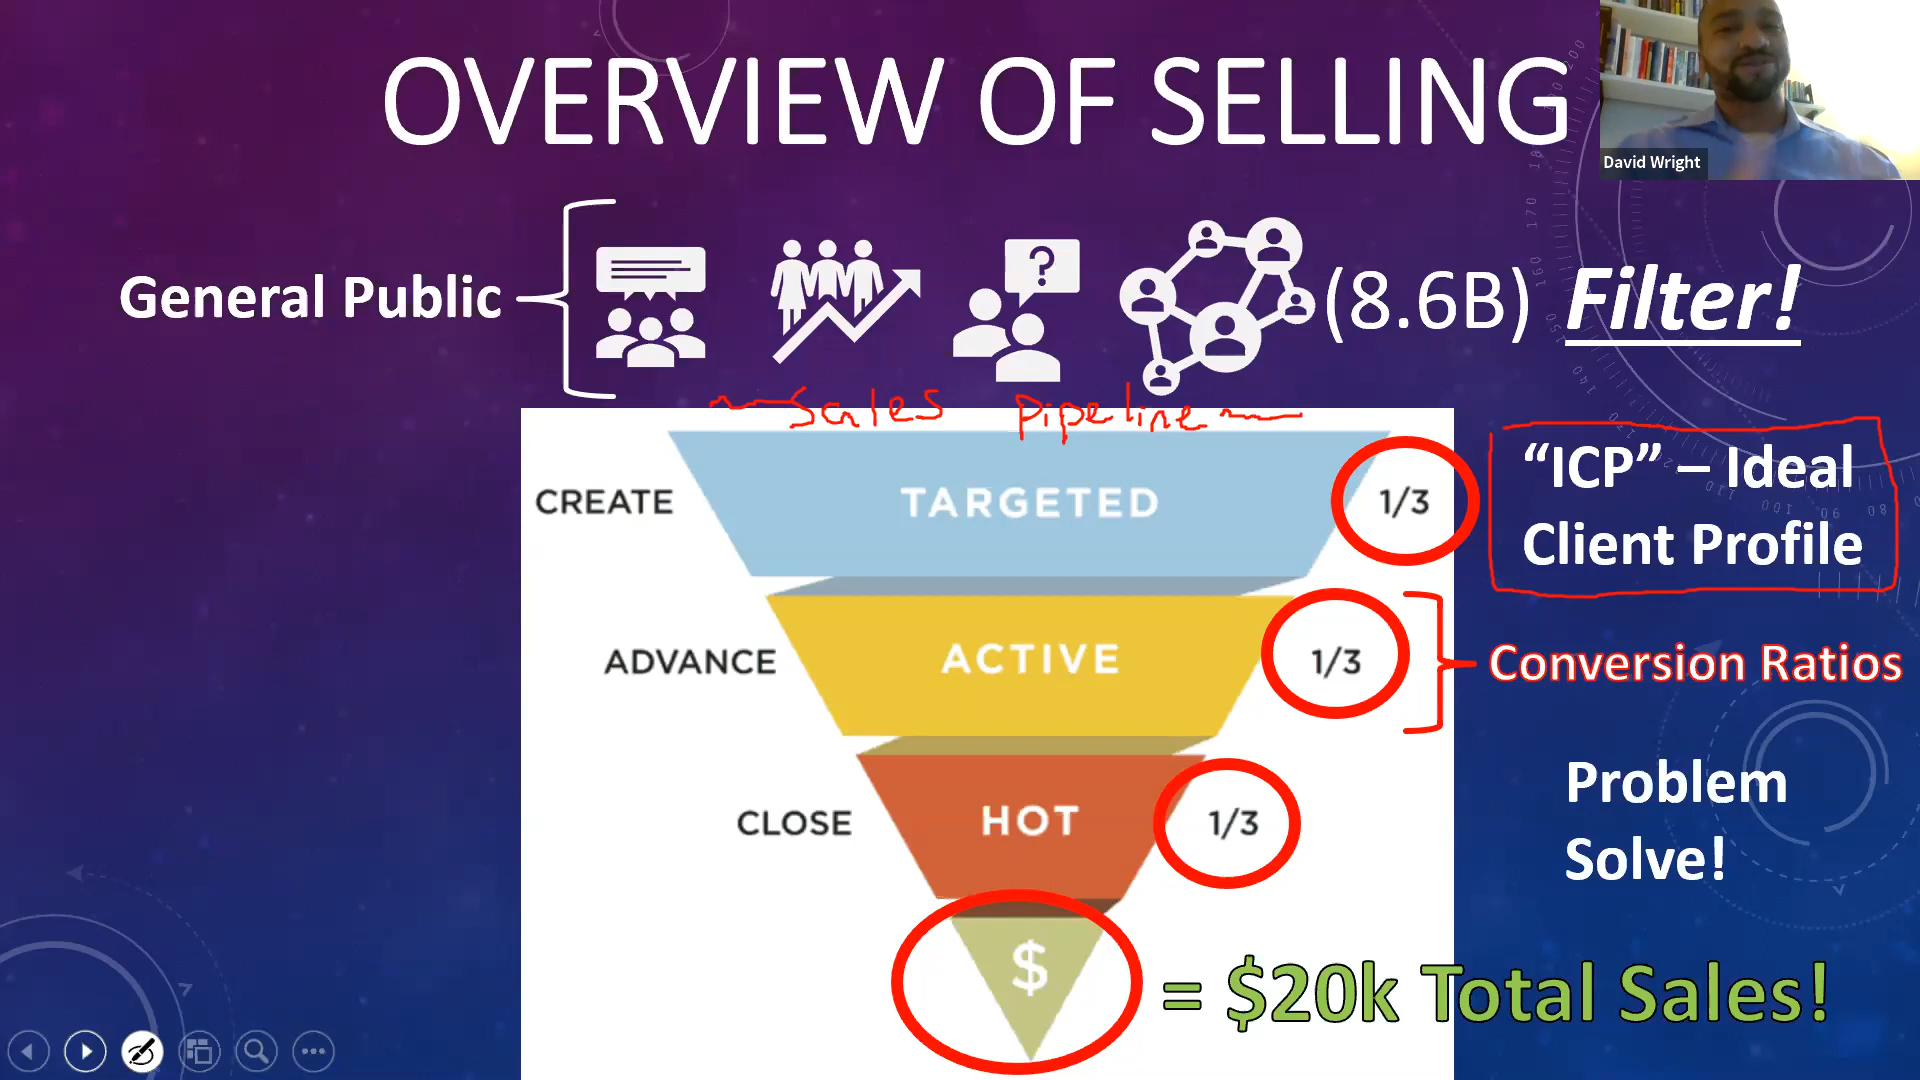 OVERVIEW OF SELLING
David Wright
General Public
?
(8.6B) Filter!
Sales Pipeline
CREATE
TARGETED
1/3
"ICP" – Ideal
Client Profile
ADVANCE
ACTIVE
1/3
Conversion Ratios
CLOSE
HOT
1/3
Problem
Solve!
$
= $20k Total Sales!